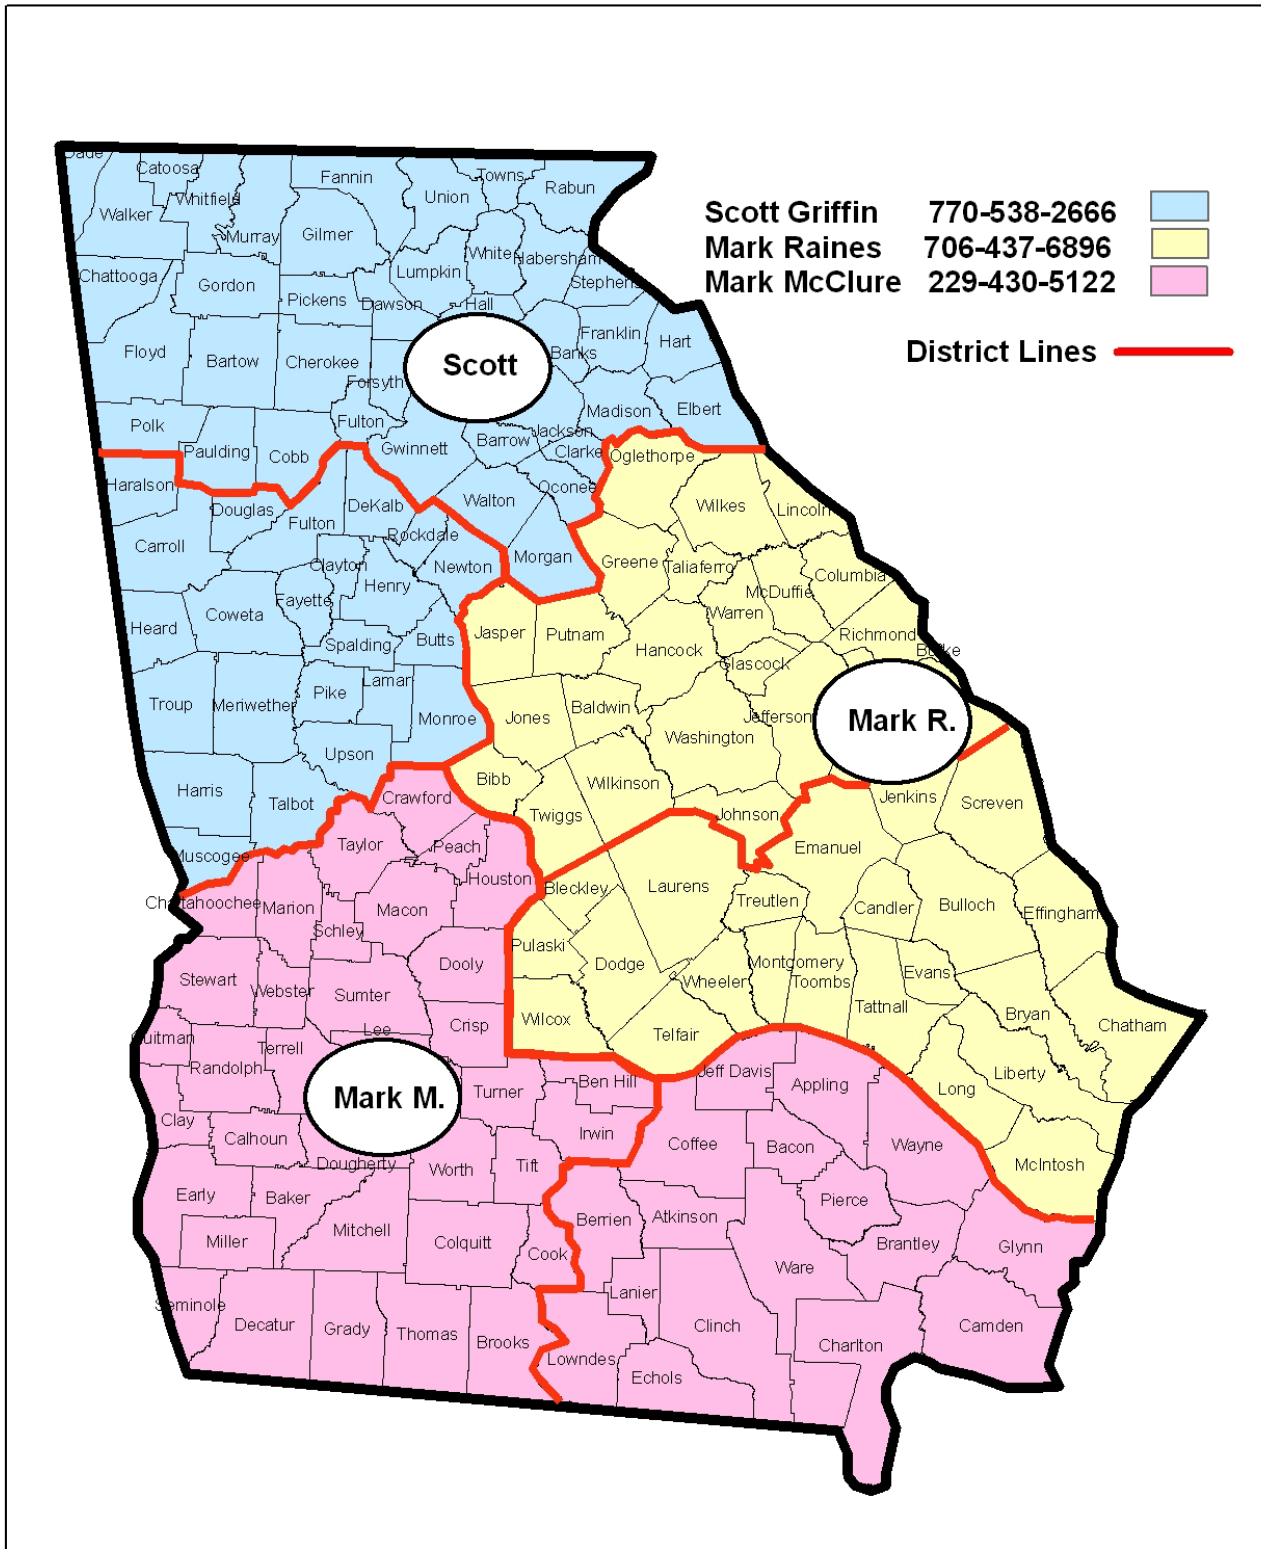 Dade
Catoosa
Fannin
Towns
Rabun
Whitfield
Union
Walker
Murray
Gilmer
Scott Griffin 770-538-2666
Mark Raines 706-437-6896
Mark McClure 229-430-5122
District Lines
White
Habersham
Chattooga
Lumpkin
Stephens
Gordon
Pickens
Dawson
Hall
Franklin
Hart
Floyd
Bartow
Cherokee
Banks
Scott
Forsyth
Madison
Elbert
Polk
Fulton
Jackson
Paulding
Cobb
Gwinnett
Barrow
Clarke
Oglethorpe
Haralson
Oconee
Douglas
DeKalb
Walton
Wilkes
Lincoln
Fulton
Rockdale
Carroll
Morgan
Clayton
Newton
Greene
Taliaferro
Columbia
Henry
McDuffie
Fayette
Coweta
Warren
Heard
Spalding
Butts
Jasper
Putnam
Richmond
Hancock
Burke
Glascock
Lamar
Troup
Meriwether
Pike
Monroe
Jones
Baldwin
Jefferson
Mark R.
Washington
Upson
Bibb
Wilkinson
Harris
Talbot
Crawford
Jenkins
Screven
Twiggs
Johnson
Taylor
Peach
Emanuel
Muscogee
Houston
Bleckley
Laurens
Chattahoochee
Marion
Macon
Treutlen
Candler
Bulloch
Effingham
Schley
Pulaski
Dooly
Dodge
Montgomery
Stewart
Webster
Sumter
Wheeler
Toombs
Evans
Tattnall
Bryan
Crisp
Wilcox
Telfair
Chatham
Lee
Quitman
Terrell
Randolph
Jeff Davis
Liberty
Ben Hill
Appling
Long
Turner
Mark M.
Clay
Calhoun
Irwin
Coffee
Bacon
Wayne
Dougherty
Worth
Tift
McIntosh
Early
Baker
Pierce
Mitchell
Berrien
Atkinson
Miller
Colquitt
Cook
Brantley
Glynn
Ware
Lanier
Seminole
Decatur
Grady
Thomas
Brooks
Clinch
Camden
Charlton
Lowndes
Echols